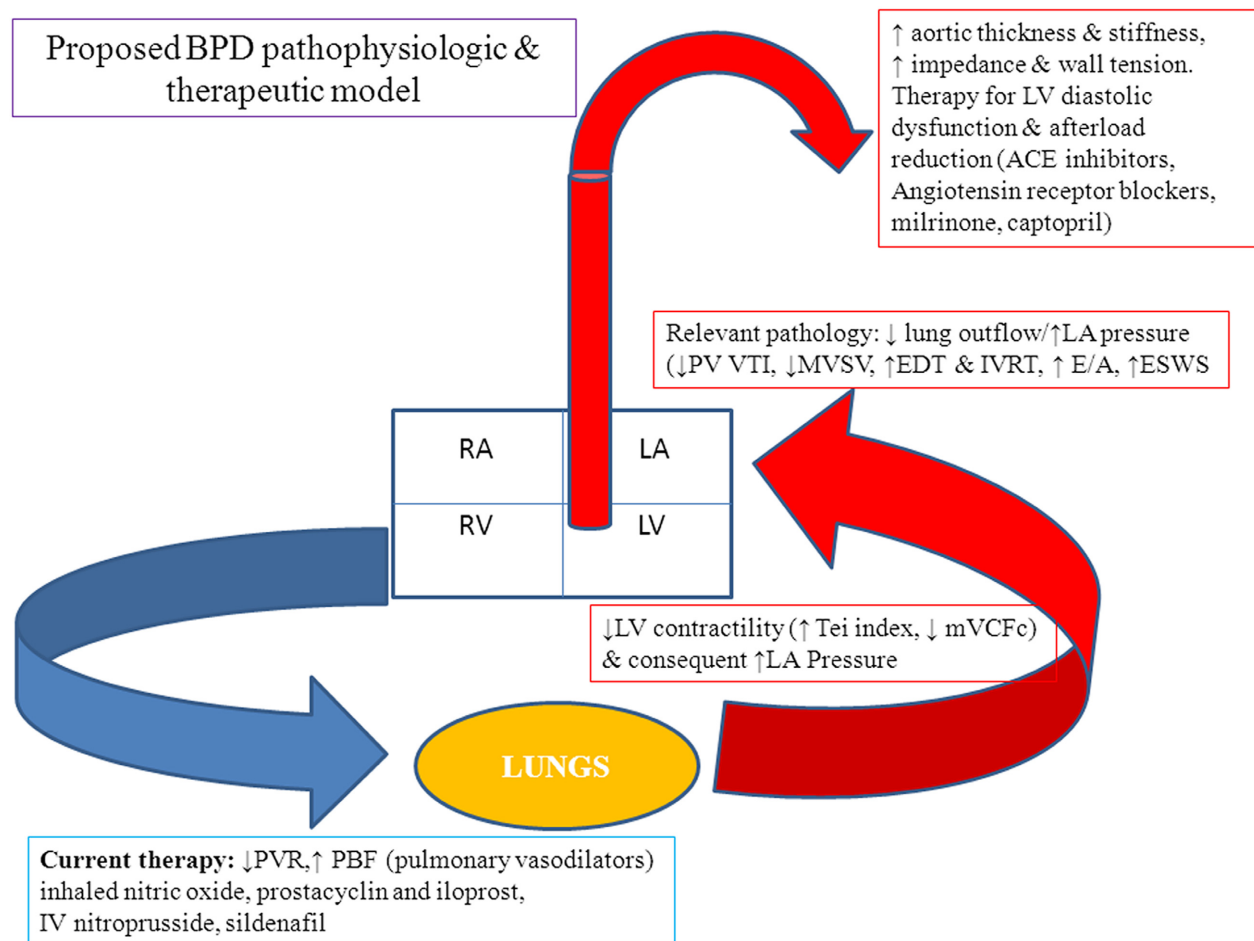 Proposed BPD pathophysiologic &
therapeutic model
↑ aortic thickness & stiffness,
↑ impedance & wall tension.
Therapy for LV diastolic
dysfunction & afterload
reduction (ACE inhibitors,
Angiotensin receptor blockers,
milrinone, captopril)
Relevant pathology: ↓ lung outflow/↑LA pressure
(↓PV VTI, ↓MVSV, ↑EDT & IVRT, ↑ E/A, ↑ESWS
RA
LA
RV
LV
↓LV contractility (↑ Tei index, ↓ mVCFc)
& consequent ↑LA Pressure
LUNGS
Current therapy: ↓PVR,↑ PBF (pulmonary vasodilators)
inhaled nitric oxide, prostacyclin and iloprost,
IV nitroprusside, sildenafil